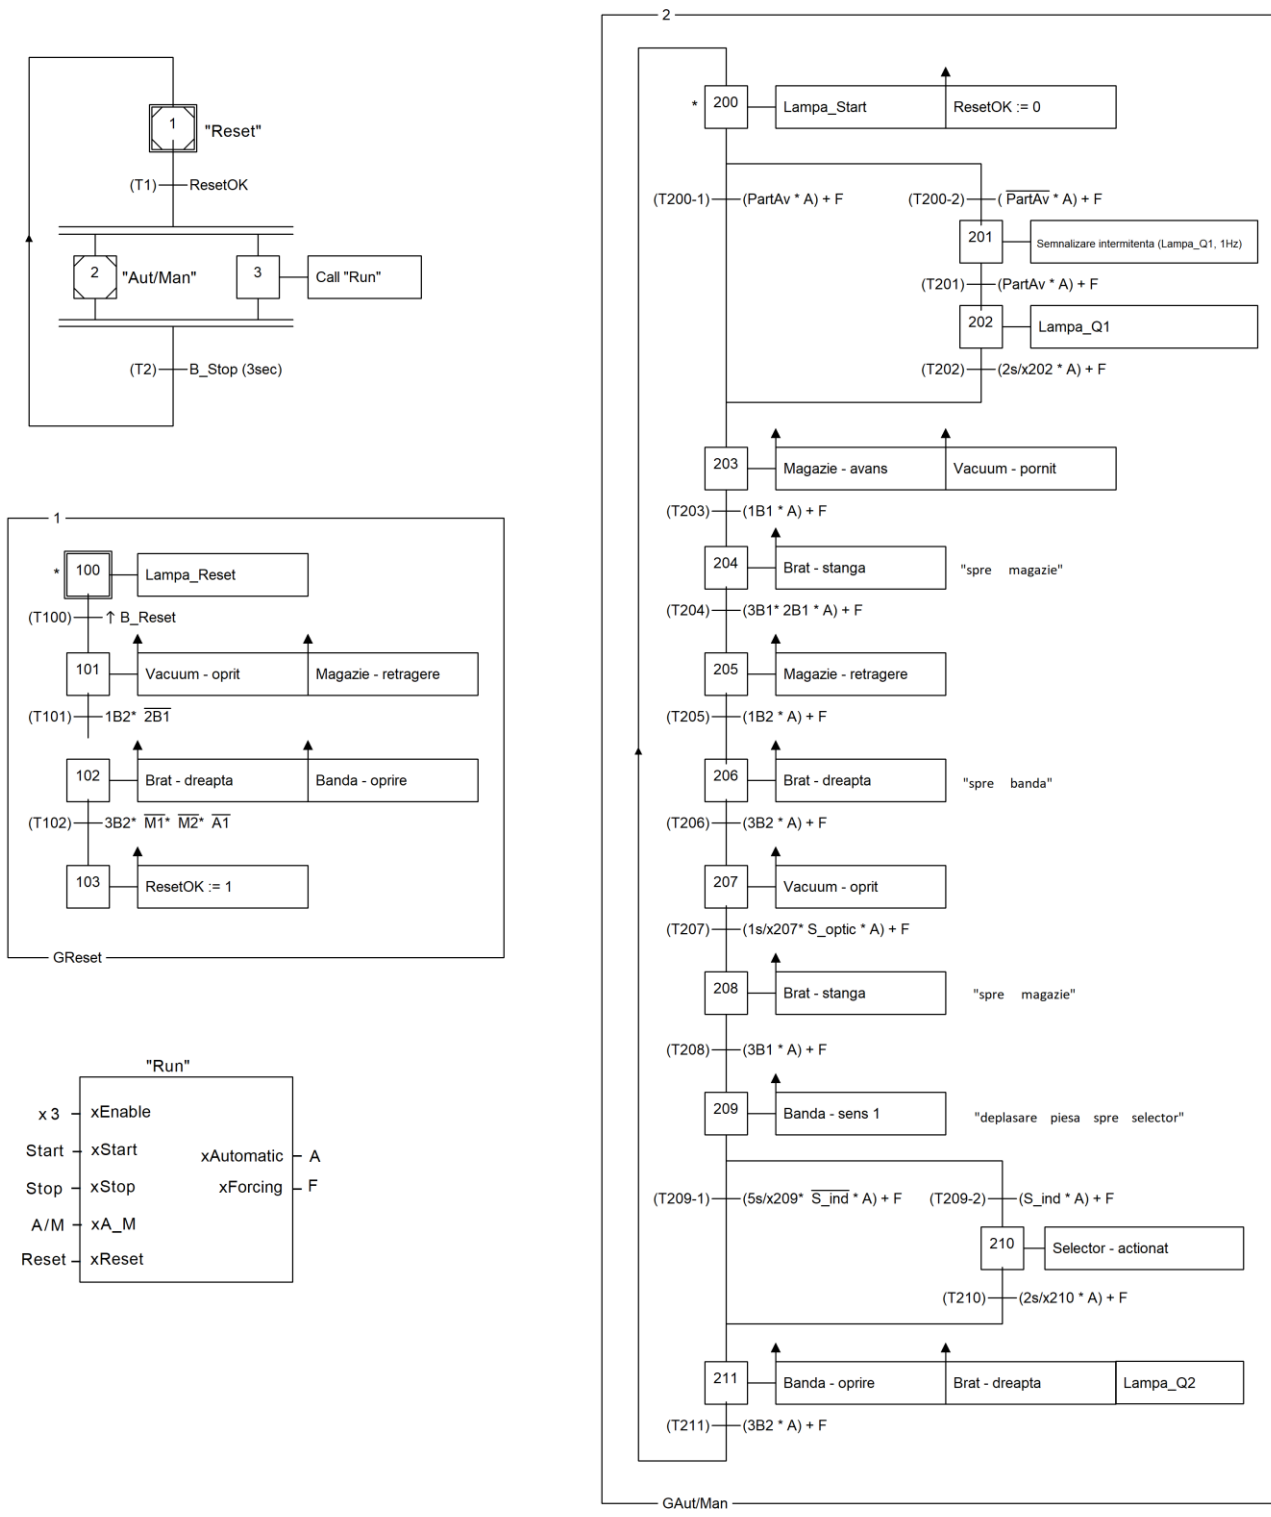 1
"Reset"
(T1) ResetOK
2 "Aut/Man" 3 Call "Run"
(T2) B_Stop (3sec)
1
* 100 Lampa_Reset
(T100) ↑ B_Reset
101 Vacuum - oprit Magazie - retragere
(T101) 1B2* 2B1̅
102 Brat - dreapta Banda - oprire
(T102) 3B2* M1̅* M2̅* A1̅
103 ResetOK := 1
GReset
"Run"
x 3 xEnable
Start xStart
xAutomatic A
Stop xStop
xForcing F
A/M xA_M
Reset xReset
2
* 200 Lampa_Start ResetOK := 0
(T200-1) (PartAv * A) + F (T200-2) ( P̅a̅r̅t̅A̅v̅ * A) + F
201 Semnalizare intermitenta (Lampa_Q1, 1Hz)
(T201) (PartAv * A) + F
202 Lampa_Q1
(T202) (2s/x202 * A) + F
203 Magazie - avans Vacuum - pornit
(T203) (1B1 * A) + F
204 Brat - stanga "spre magazie"
(T204) (3B1* 2B1 * A) + F
205 Magazie - retragere
(T205) (1B2 * A) + F
206 Brat - dreapta "spre banda"
(T206) (3B2 * A) + F
207 Vacuum - oprit
(T207) (1s/x207* S_optic * A) + F
208 Brat - stanga "spre magazie"
(T208) (3B1 * A) + F
209 Banda - sens 1 "deplasare piesa spre selector"
(T209-1) (5s/x209* S̅_̅i̅n̅d̅ * A) + F (T209-2) (S_ind * A) + F
210 Selector - actionat
(T210) (2s/x210 * A) + F
211 Banda - oprire Brat - dreapta Lampa_Q2
(T211) (3B2 * A) + F
GAut/Man